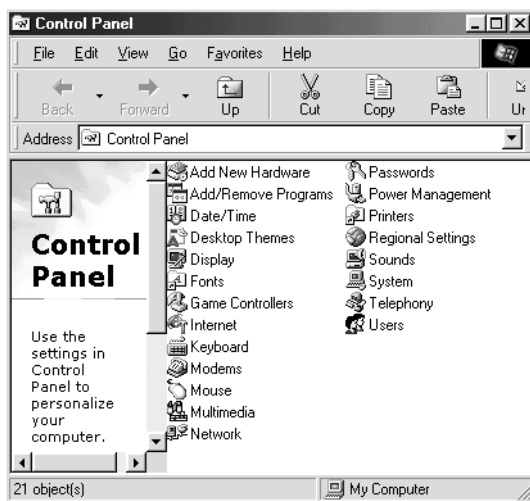 Control Panel
File Edit View Go Favorites Help
Back Forward Up Cut Copy Paste Ur
Address Control Panel
Control
Panel
Use the
settings in
Control
Panel to
personalize
your
computer.
Add New Hardware
Add/Remove Programs
Date/Time
Desktop Themes
Display
Fonts
Game Controllers
Internet
Keyboard
Modems
Mouse
Multimedia
Network
Passwords
Power Management
Printers
Regional Settings
Sounds
System
Telephony
Users
21 object(s) My Computer